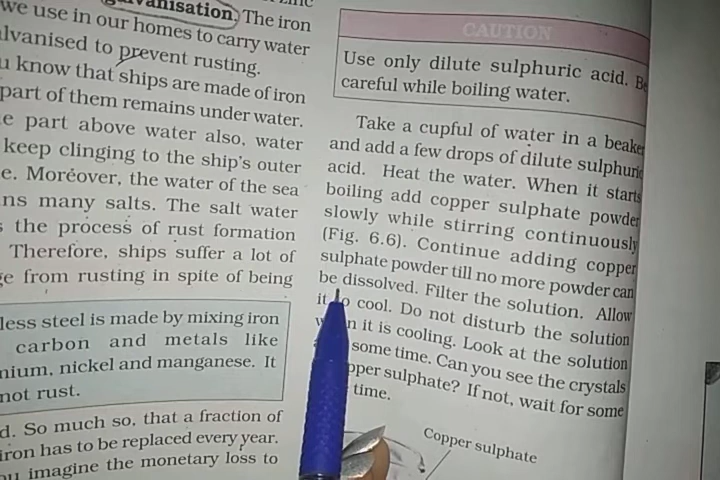 vanisation. The iron
we use in our homes to carry water
alvanised to prevent rusting.
u know that ships are made of iron
part of them remains under water.
e part above water also, water
keep clinging to the ship's outer
e. Moreover, the water of the sea
ns many salts. The salt water
s the process of rust formation
Therefore, ships suffer a lot of
ge from rusting in spite of being
less steel is made by mixing iron
carbon and metals like
nium, nickel and manganese. It
not rust.
d. So much so, that a fraction of
iron has to be replaced every year.
ou imagine the monetary loss to
CAUTION
Use only dilute sulphuric acid. Be
careful while boiling water.
Take a cupful of water in a beaker
and add a few drops of dilute sulphuric
acid. Heat the water. When it starts
boiling add copper sulphate powder
slowly while stirring continuously
(Fig. 6.6). Continue adding copper
sulphate powder till no more powder can
be dissolved. Filter the solution. Allow
it to cool. Do not disturb the solution
n it is cooling. Look at the solution
some time. Can you see the crystals
pper sulphate? If not, wait for some
time.
Copper sulphate